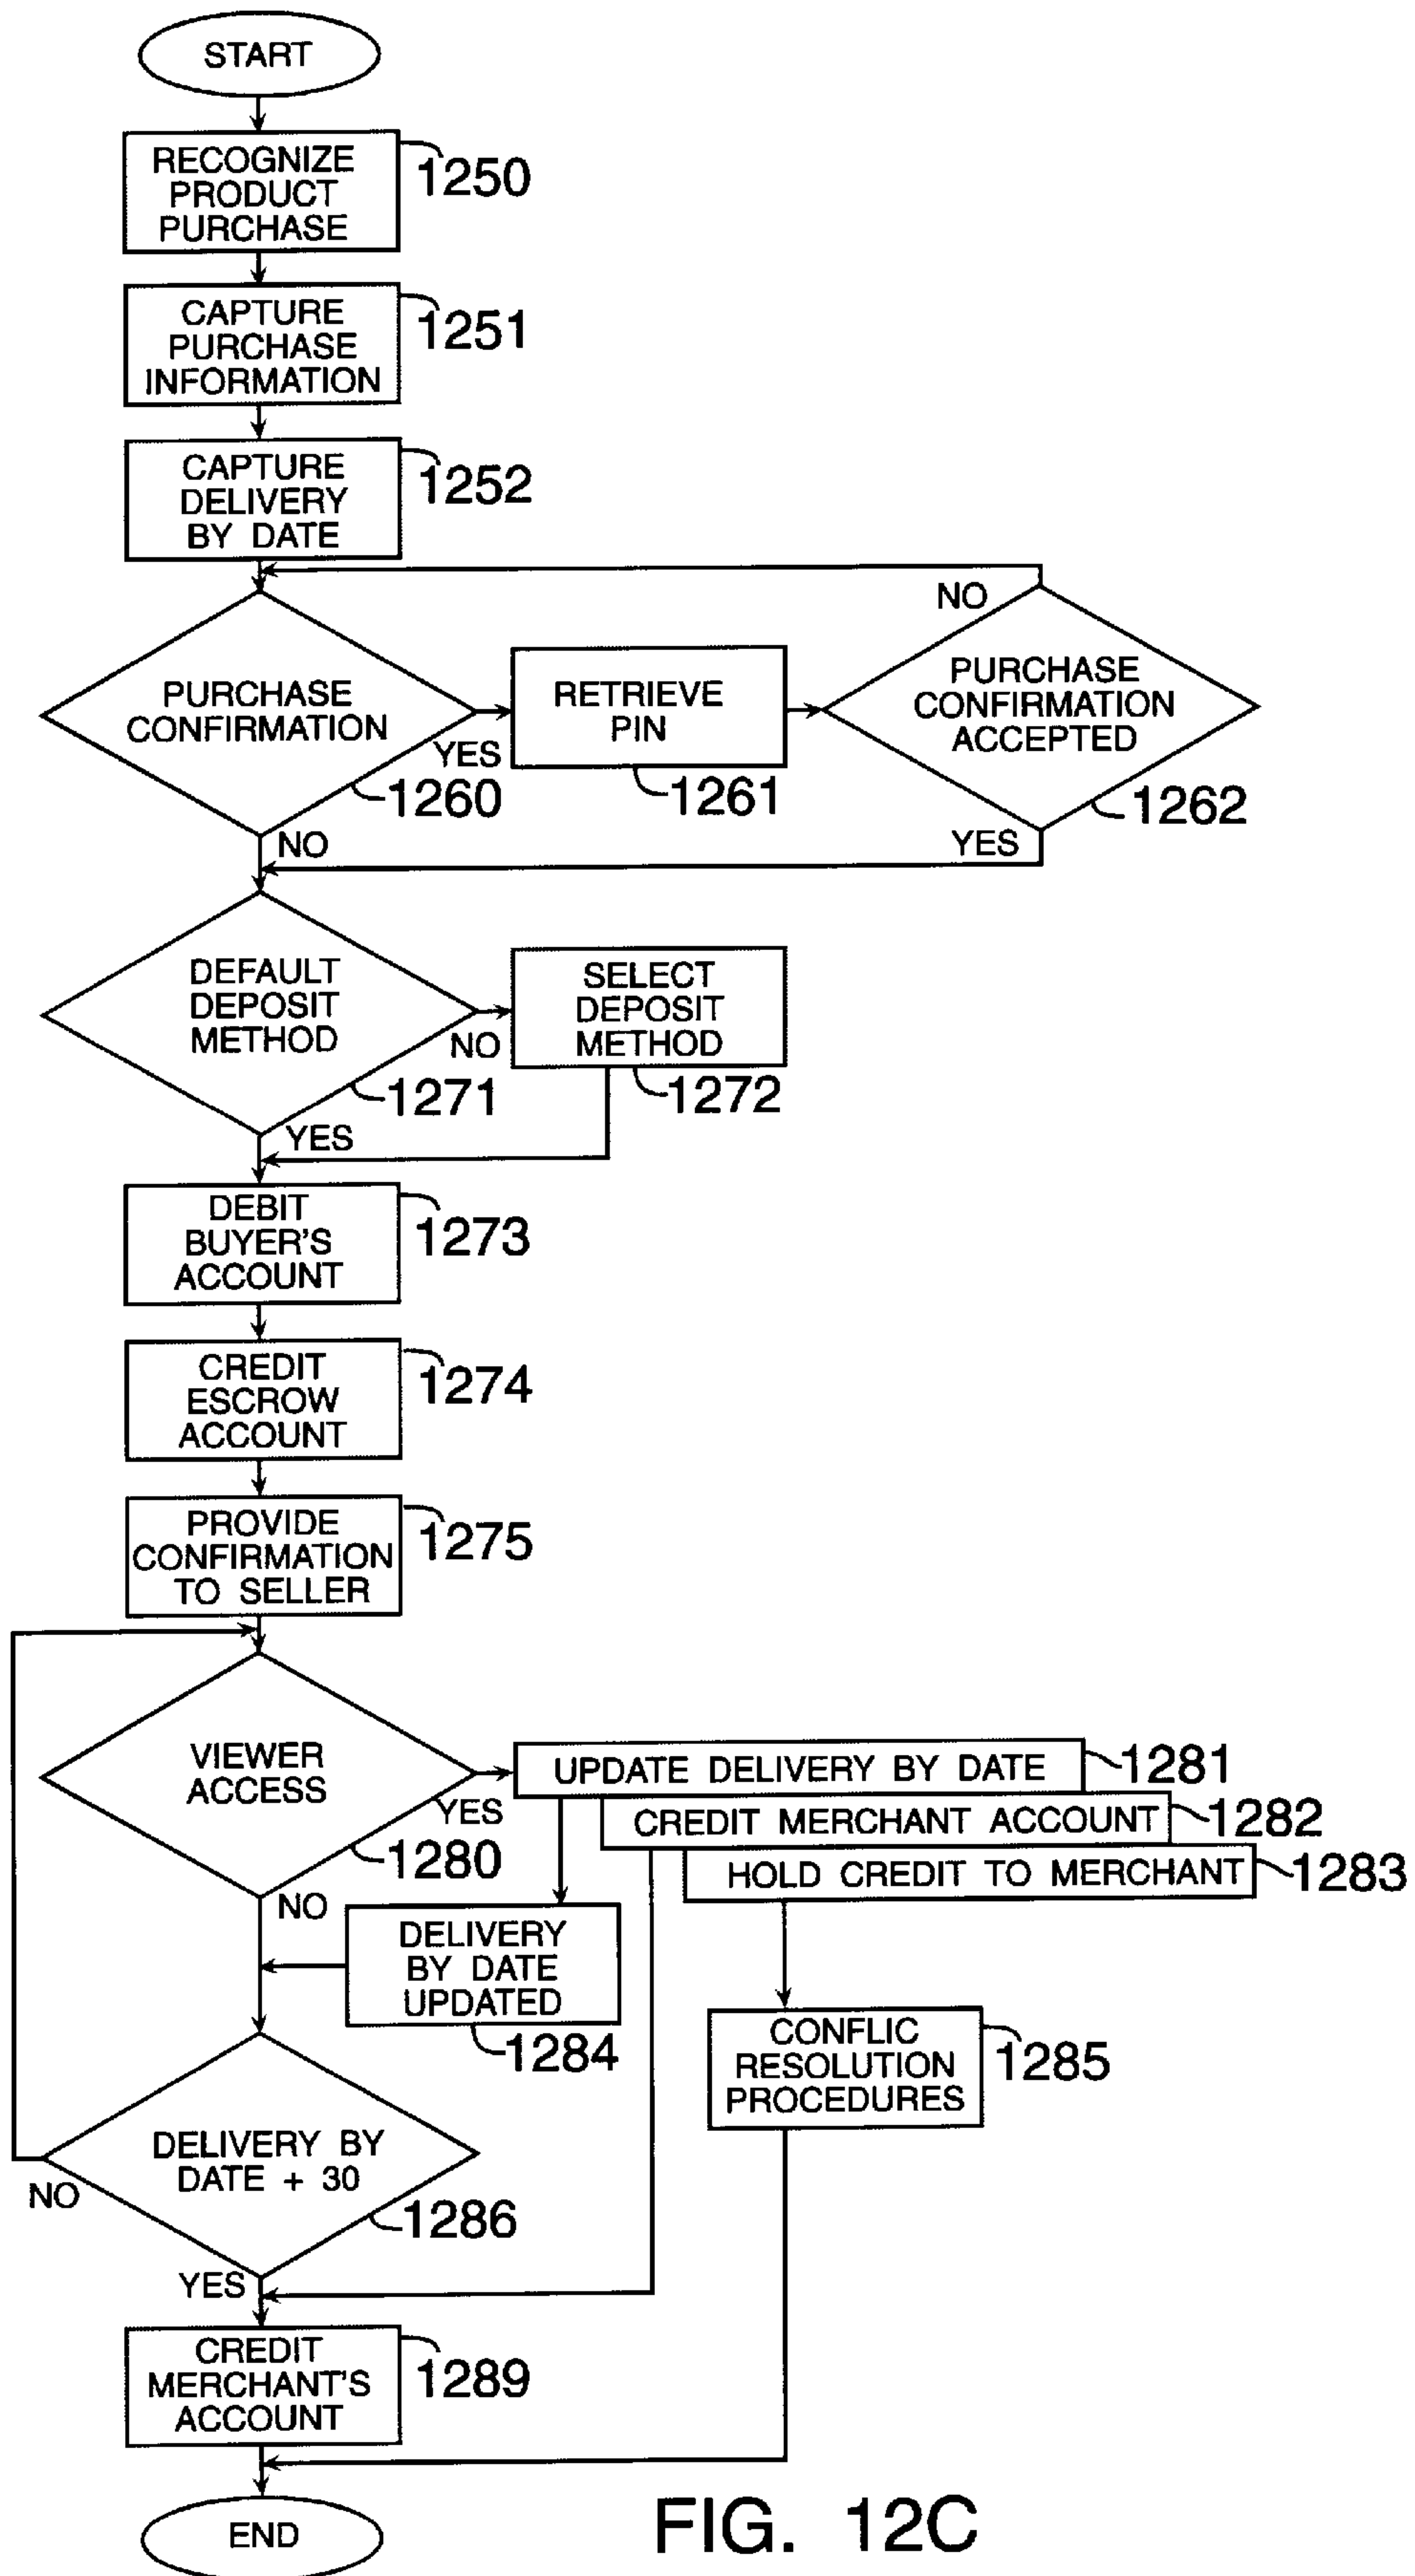 START
RECOGNIZE
PRODUCT
PURCHASE
1250
CAPTURE
PURCHASE
INFORMATION
1251
CAPTURE
DELIVERY
BY DATE
1252
PURCHASE
CONFIRMATION
YES
1260
NO
RETRIEVE
PIN
1261
NO
PURCHASE
CONFIRMATION
ACCEPTED
1262
YES
DEFAULT
DEPOSIT
METHOD
NO
1271
YES
SELECT
DEPOSIT
METHOD
1272
DEBIT
BUYER'S
ACCOUNT
1273
CREDIT
ESCROW
ACCOUNT
1274
PROVIDE
CONFIRMATION
TO SELLER
1275
VIEWER
ACCESS
YES
1280
NO
UPDATE DELIVERY BY DATE
1281
CREDIT MERCHANT ACCOUNT
1282
HOLD CREDIT TO MERCHANT
1283
DELIVERY
BY DATE
UPDATED
1284
CONFLIC
RESOLUTION
PROCEDURES
1285
DELIVERY BY
DATE + 30
NO
1286
YES
CREDIT
MERCHANT'S
ACCOUNT
1289
END
FIG. 12C